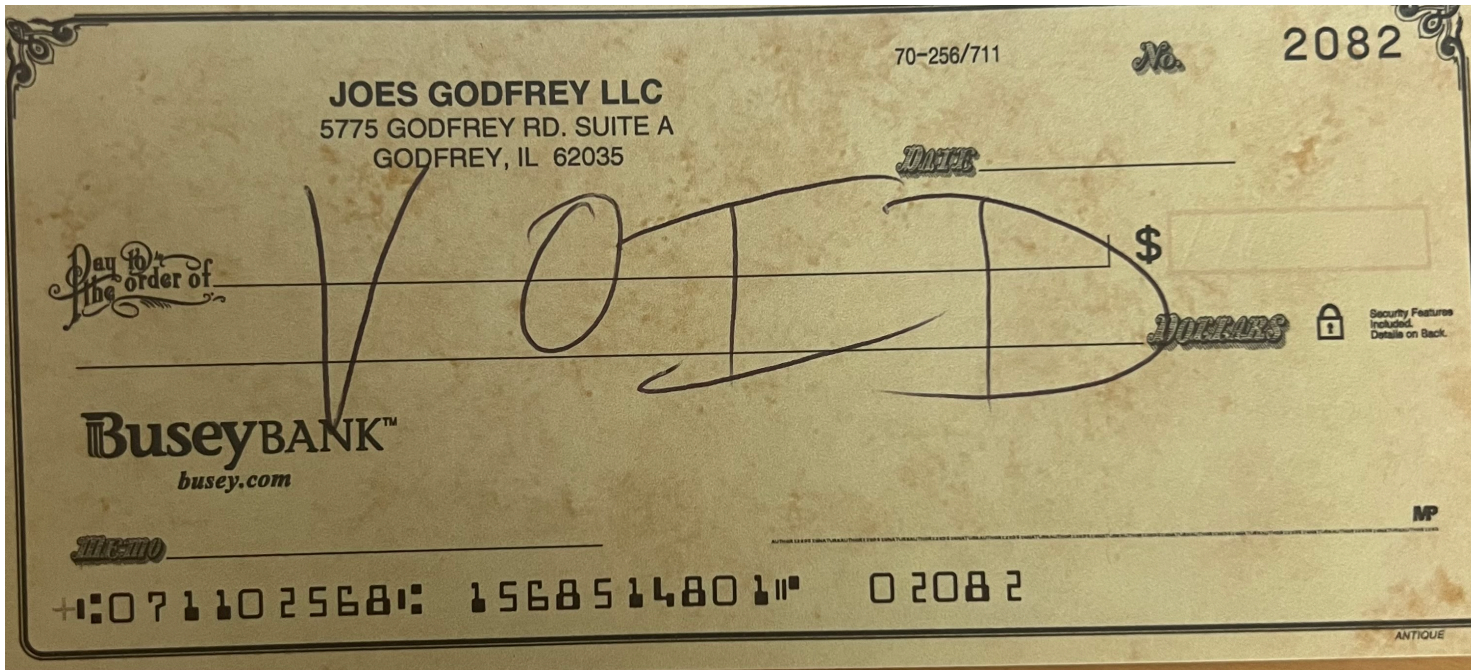 70-256/711 No. 2082
JOES GODFREY LLC
5775 GODFREY RD. SUITE A
GODFREY, IL 62035
DATE
VOID
Pay to the order of $
DOLLARS
Security Features
Included.
Details on Back.
BuseyBANK™
busey.com
MP
MEMO
⑆071102568⑆ 1568514801⑈ 02082
ANTIQUE